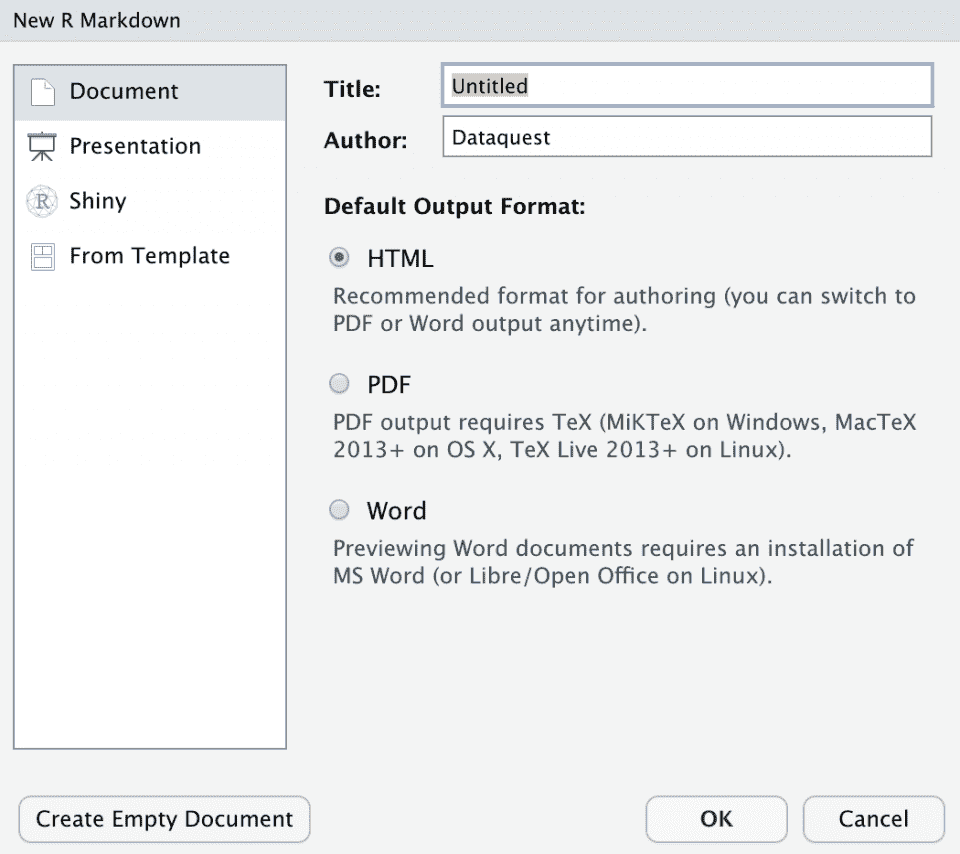 New R Markdown
Document
Presentation
R Shiny
From Template
Title: Untitled
Author: Dataquest
Default Output Format:
HTML
Recommended format for authoring (you can switch to
PDF or Word output anytime).
PDF
PDF output requires TeX (MiKTeX on Windows, MacTeX
2013+ on OS X, TeX Live 2013+ on Linux).
Word
Previewing Word documents requires an installation of
MS Word (or Libre/Open Office on Linux).
Create Empty Document
OK
Cancel